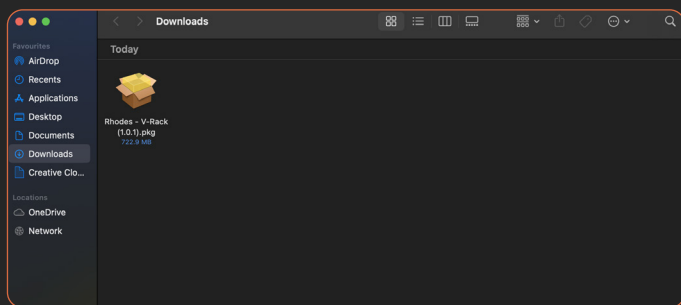 Downloads
Favourites
AirDrop
Recents
Applications
Desktop
Documents
Downloads
Creative Clo...
Locations
OneDrive
Network
Today
Rhodes - V-Rack
(1.0.1).pkg
722.9 MB